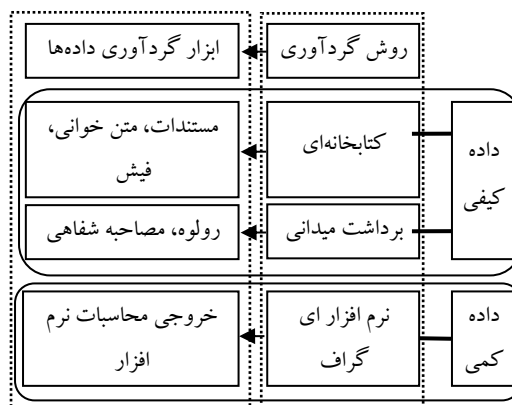 روش گردآوری
ابزار گردآوری داده‌ها
داده
کیفی
کتابخانه‌ای
مستندات، متن خوانی،
فیش
برداشت میدانی
رولوه، مصاحبه شفاهی
داده
کمی
نرم افزار ای
گراف
خروجی محاسبات نرم
افزار